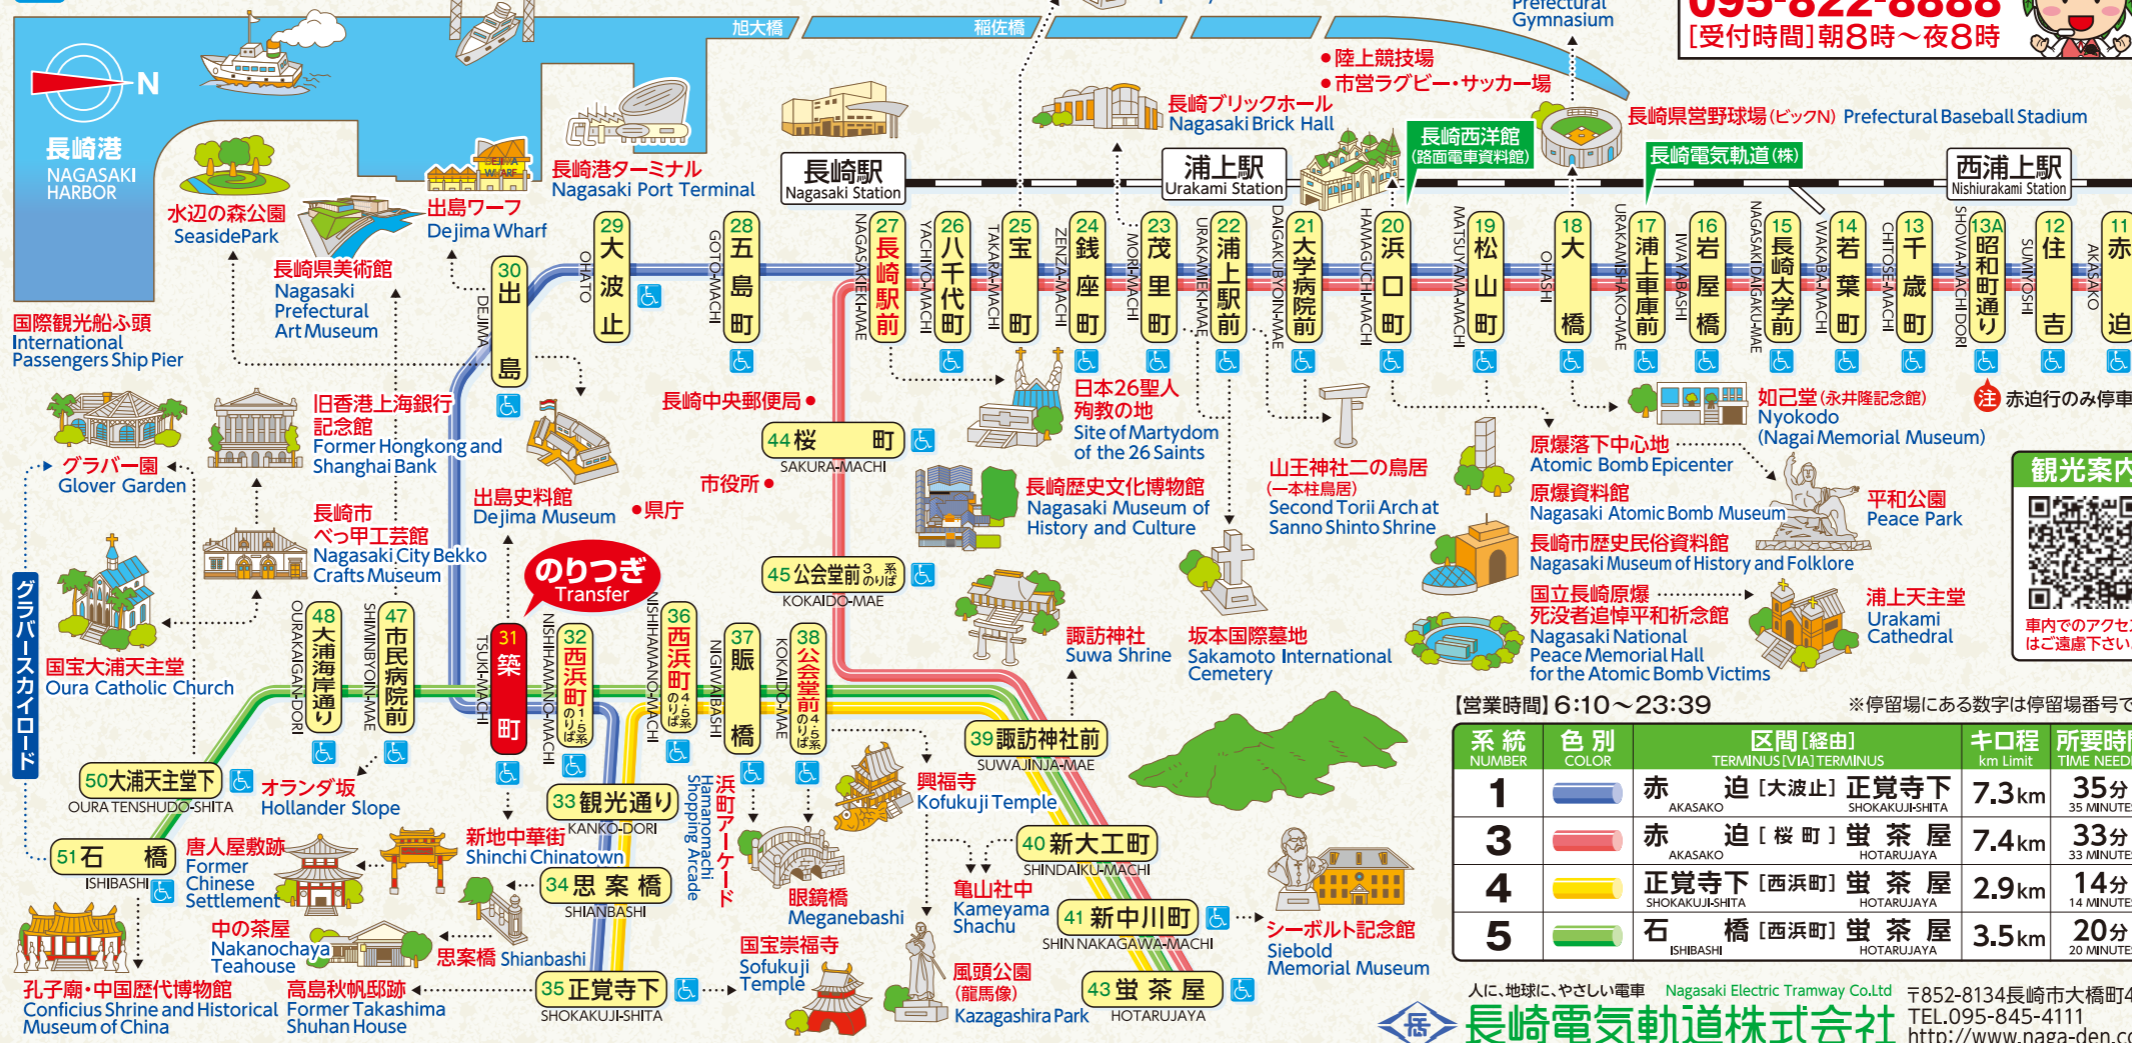 Prefectural
Gymnasium
095-822-8888
[受付時間]朝8時～夜8時
旭大橋
稲佐橋
N
長崎港
NAGASAKI
HARBOR
●陸上競技場
●市営ラグビー・サッカー場
長崎ブリックホール
Nagasaki Brick Hall
長崎県営野球場(ビックN) Prefectural Baseball Stadium
長崎西洋館
(路面電車資料館)
長崎電気軌道(株)
DEJIMA
WHARF
長崎港ターミナル
Nagasaki Port Terminal
長崎駅
Nagasaki Station
浦上駅
Urakami Station
西浦上駅
Nishiurakami Station
水辺の森公園
SeasidePark
出島ワーフ
Dejima Wharf
長崎県美術館
Nagasaki
Prefectural
Art Museum
国際観光船ふ頭
International
Passengers Ship Pier
30 出島
DEJIMA
29 大波止
OHATO
28 五島町
GOTO-MACHI
27 長崎駅前
NAGASAKIEKI-MAE
26 八千代町
YACHIYO-MACHI
25 宝町
TAKARA-MACHI
24 銭座町
ZENZA-MACHI
23 茂里町
MORI-MACHI
22 浦上駅前
URAKAMIEKI-MAE
21 大学病院前
DAIGAKUBYOIN-MAE
20 浜口町
HAMAGUCHI-MACHI
19 松山町
MATSUYAMA-MACHI
18 大橋
OHASHI
17 浦上車庫前
URAKAMISHAKO-MAE
16 岩屋橋
IWAYABASHI
15 長崎大学前
NAGASAKIDAIGAKU-MAE
14 若葉町
WAKABA-MACHI
13 千歳町
CHITOSE-MACHI
13A 昭和町通り
SHOWA-MACHI DORI
12 住吉
SUMIYOSHI
11 赤迫
AKASAKO
注 赤迫行のみ停車
旧香港上海銀行
記念館
Former Hongkong and
Shanghai Bank
グラバー園
Glover Garden
長崎市
べっ甲工芸館
Nagasaki City Bekko
Crafts Museum
出島史料館
Dejima Museum
●県庁
長崎中央郵便局●
44 桜町
SAKURA-MACHI
市役所●
45 公会堂前 3系のりば
KOKAIDO-MAE
日本26聖人
殉教の地
Site of Martydom
of the 26 Saints
長崎歴史文化博物館
Nagasaki Museum of
History and Culture
山王神社二の鳥居
(一本柱鳥居)
Second Torii Arch at
Sanno Shinto Shrine
如己堂(永井隆記念館)
Nyokodo
(Nagai Memorial Museum)
原爆落下中心地
Atomic Bomb Epicenter
原爆資料館
Nagasaki Atomic Bomb Museum
平和公園
Peace Park
長崎市歴史民俗資料館
Nagasaki Museum of History and Folklore
国立長崎原爆
死没者追悼平和祈念館
Nagasaki National
Peace Memorial Hall
for the Atomic Bomb Victims
浦上天主堂
Urakami
Cathedral
観光案内
車内でのアクセス
はご遠慮下さい。
諏訪神社
Suwa Shrine
坂本国際墓地
Sakamoto International
Cemetery
グラバースカイロード
国宝大浦天主堂
Oura Catholic Church
のりつぎ
Transfer
48 大浦海岸通り
OURAKAIGAN-DORI
47 市民病院前
SHIMINBYOIN-MAE
31 築町
TSUKI-MACHI
32 西浜町 1・5系のりば
NISHIHAMANO-MACHI
36 西浜町 4・5系のりば
NISHIHAMANO-MACHI
37 賑橋
NIGIWAIBASHI
38 公会堂前 4・5系のりば
KOKAIDO-MAE
39 諏訪神社前
SUWAJINJA-MAE
50 大浦天主堂下
OURA TENSHUDO-SHITA
オランダ坂
Hollander Slope
51 石橋
ISHIBASHI
唐人屋敷跡
Former
Chinese
Settlement
新地中華街
Shinchi Chinatown
33 観光通り
KANKO-DORI
34 思案橋
SHIANBASHI
浜町アーケード
Hamanomachi
Shopping Arcade
興福寺
Kofukuji Temple
眼鏡橋
Meganebashi
亀山社中
Kameyama
Shachu
40 新大工町
SHINDAIKU-MACHI
41 新中川町
SHIN NAKAGAWA-MACHI
43 蛍茶屋
HOTARUJAYA
シーボルト記念館
Siebold
Memorial Museum
中の茶屋
Nakanochaya
Teahouse
思案橋 Shianbashi
35 正覚寺下
SHOKAKUJI-SHITA
国宝崇福寺
Sofukuji
Temple
風頭公園
(龍馬像)
Kazagashira Park
孔子廟・中国歴代博物館
Conficius Shrine and Historical
Museum of China
高島秋帆邸跡
Former Takashima
Shuhan House
【営業時間】6:10～23:39
※停留場にある数字は停留場番号で
系統 色別 区間[経由] キロ程 所要時間
NUMBER COLOR TERMINUS [VIA] TERMINUS km Limit TIME NEED
1 赤迫 [大波止] 正覚寺下 7.3km 35分
AKASAKO SHOKAKUJI-SHITA 35 MINUTES
3 赤迫 [桜町] 蛍茶屋 7.4km 33分
AKASAKO HOTARUJAYA 33 MINUTES
4 正覚寺下 [西浜町] 蛍茶屋 2.9km 14分
SHOKAKUJI-SHITA HOTARUJAYA 14 MINUTES
5 石橋 [西浜町] 蛍茶屋 3.5km 20分
ISHIBASHI HOTARUJAYA 20 MINUTES
人に、地球に、やさしい電車 Nagasaki Electric Tramway Co.Ltd
長崎電気軌道株式会社
〒852-8134長崎市大橋町4
TEL.095-845-4111
http://www.naga-den.co